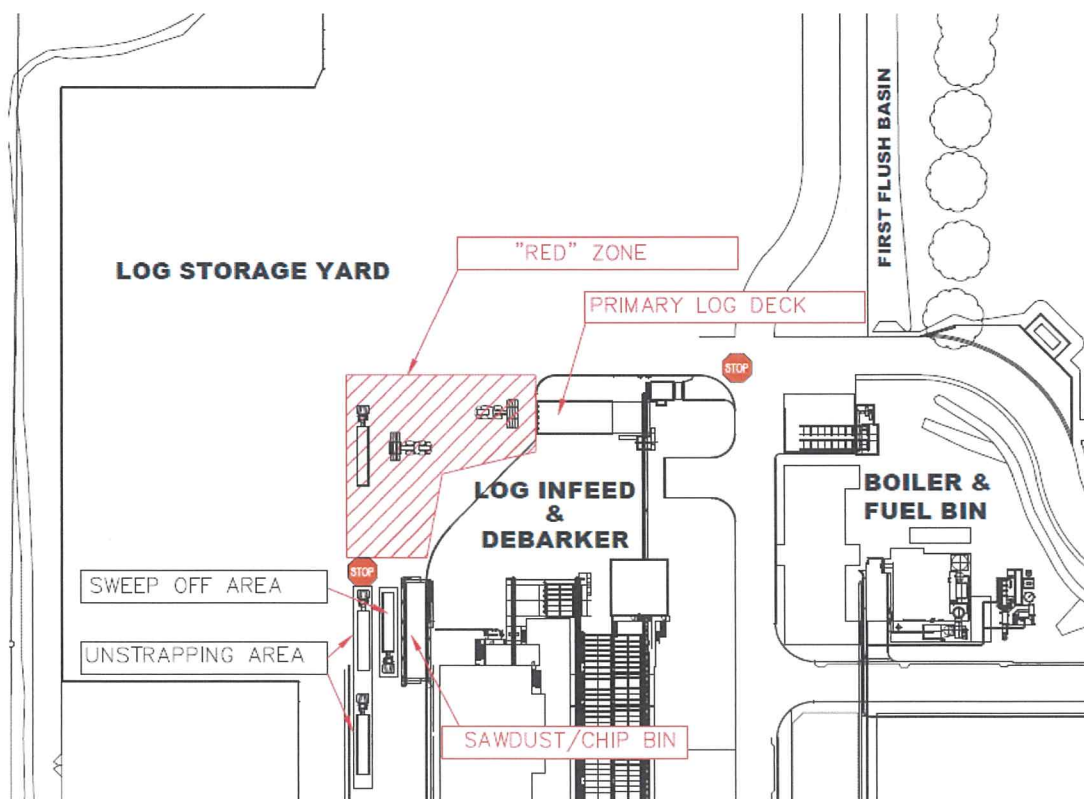 FIRST FLUSH BASIN
"RED" ZONE
LOG STORAGE YARD
PRIMARY LOG DECK
STOP
LOG INFEED
&
DEBARKER
BOILER &
FUEL BIN
STOP
SWEEP OFF AREA
UNSTRAPPING AREA
SAWDUST/CHIP BIN